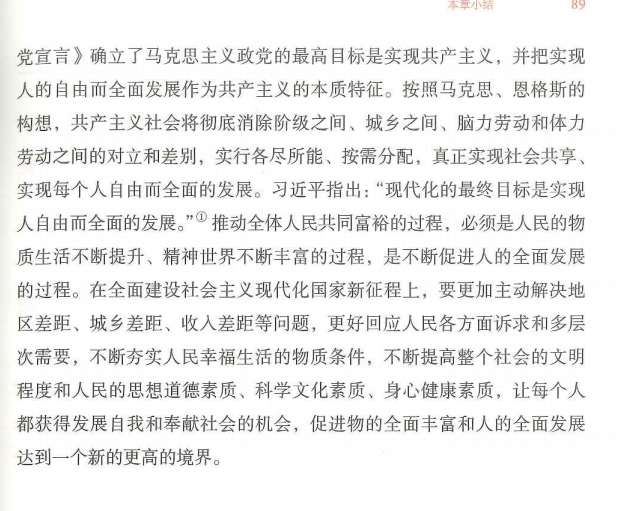 本章小结 89
党宣言》确立了马克思主义政党的最高目标是实现共产主义，并把实现
人的自由而全面发展作为共产主义的本质特征。按照马克思、恩格斯的
构想，共产主义社会将彻底消除阶级之间、城乡之间、脑力劳动和体力
劳动之间的对立和差别，实行各尽所能、按需分配，真正实现社会共享、
实现每个人自由而全面的发展。习近平指出：“现代化的最终目标是实现
人自由而全面的发展。”① 推动全体人民共同富裕的过程，必须是人民的物
质生活不断提升、精神世界不断丰富的过程，是不断促进人的全面发展
的过程。在全面建设社会主义现代化国家新征程上，要更加主动解决地
区差距、城乡差距、收入差距等问题，更好回应人民各方面诉求和多层
次需要，不断夯实人民幸福生活的物质条件，不断提高整个社会的文明
程度和人民的思想道德素质、科学文化素质、身心健康素质，让每个人
都获得发展自我和奉献社会的机会，促进物的全面丰富和人的全面发展
达到一个新的更高的境界。